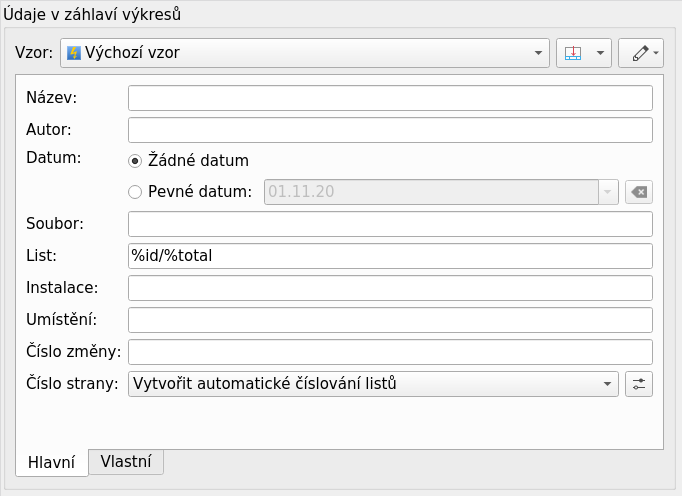 Údaje v záhlaví výkresů
Vzor: Výchozí vzor
Název:
Autor:
Datum: Žádné datum
Pevné datum: 01.11.20
Soubor:
List: %id/%total
Instalace:
Umístění:
Číslo změny:
Číslo strany: Vytvořit automatické číslování listů
Hlavní Vlastní